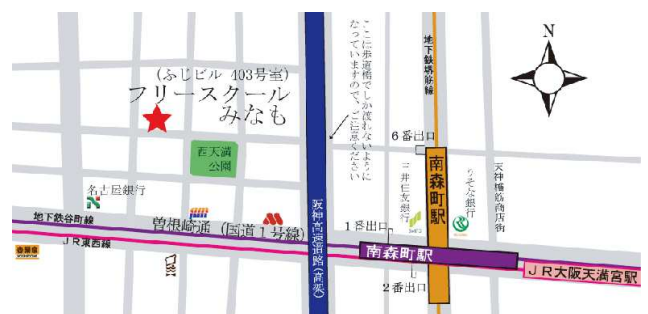 (ふじビル 403号室)
フリースクール
みなも
西天満
公園
名古屋銀行
地下鉄谷町線
JR東西線
曽根崎通(国道1号線)
阪神高速道路(高架)
ここに歩道橋でしか渡れないように
なっていますので、ご注意ください
地下鉄堺筋線
N
6番出口
南森町駅
三井住友銀行
りそな銀行
天神橋筋商店街
1番出口
南森町駅
2番出口
JR大阪天満宮駅